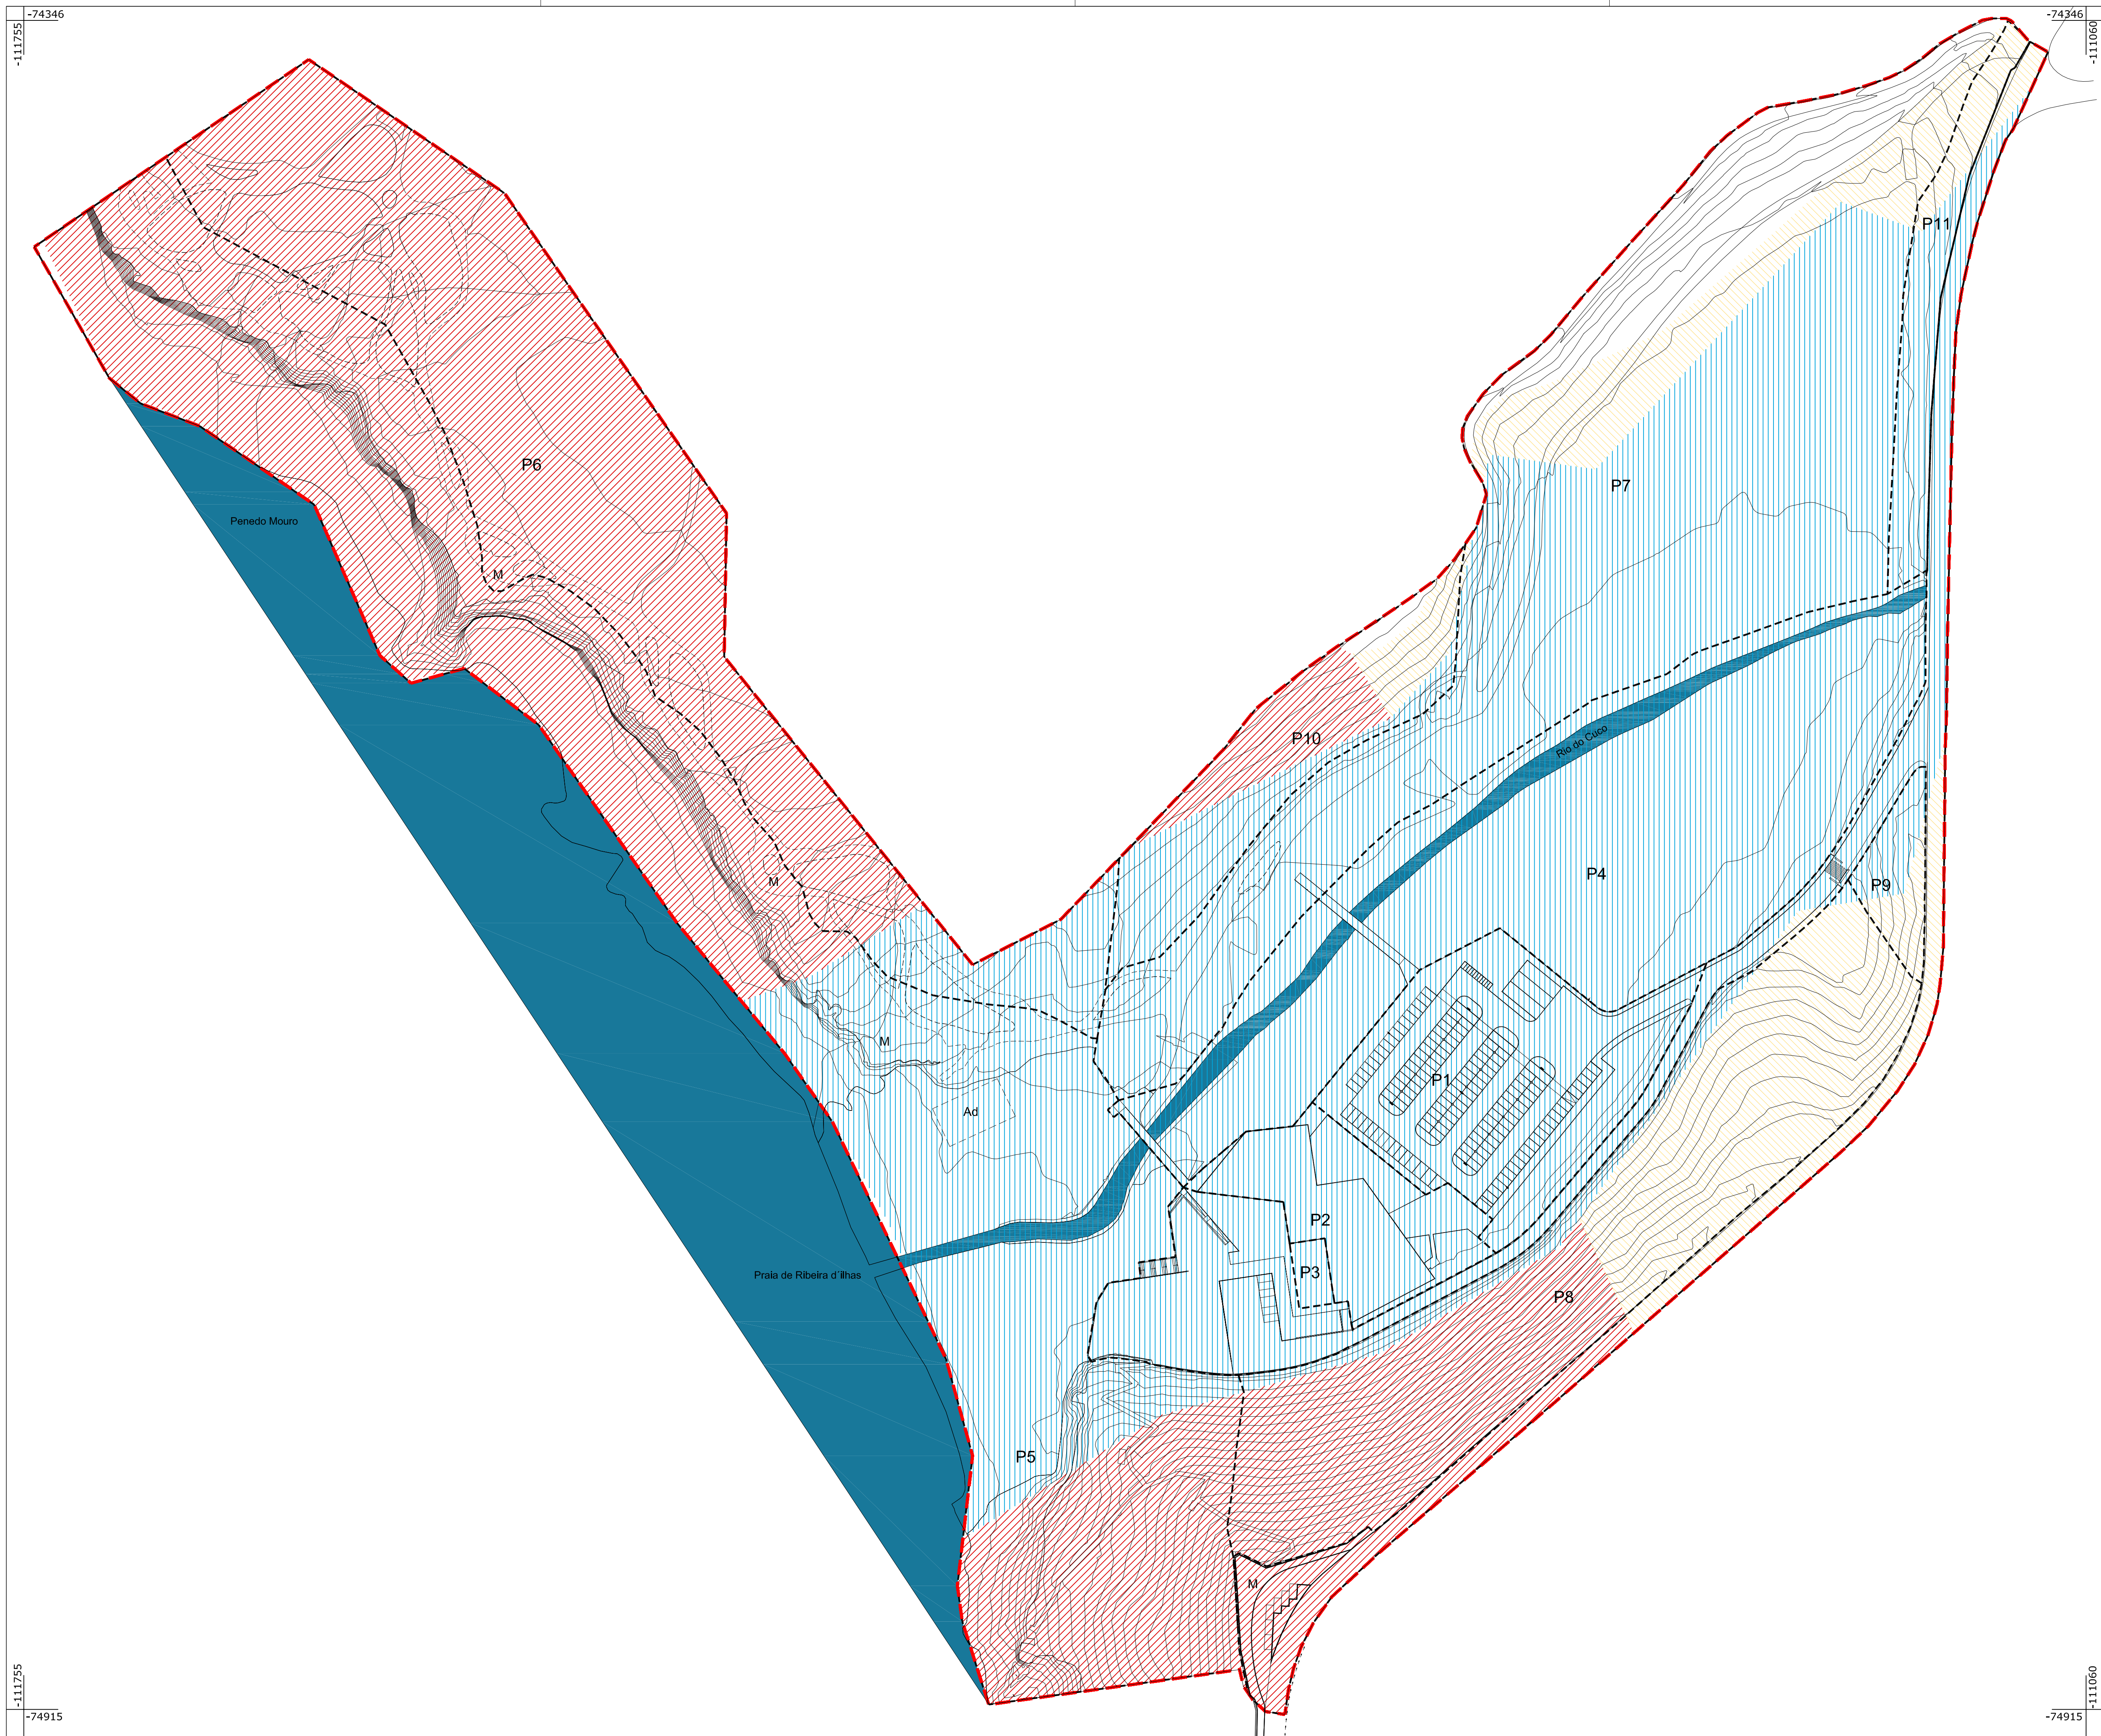 -74346
-74346
-111755
-111060
P11
P6
P7
Penedo Mouro
M
Rio do Cuco
P10
P4
M
P9
M
P1
Ad
P2
P3
Praia de Ribeira d´ilhas
P8
P5
M
-111755
-111060
-74915
-74915